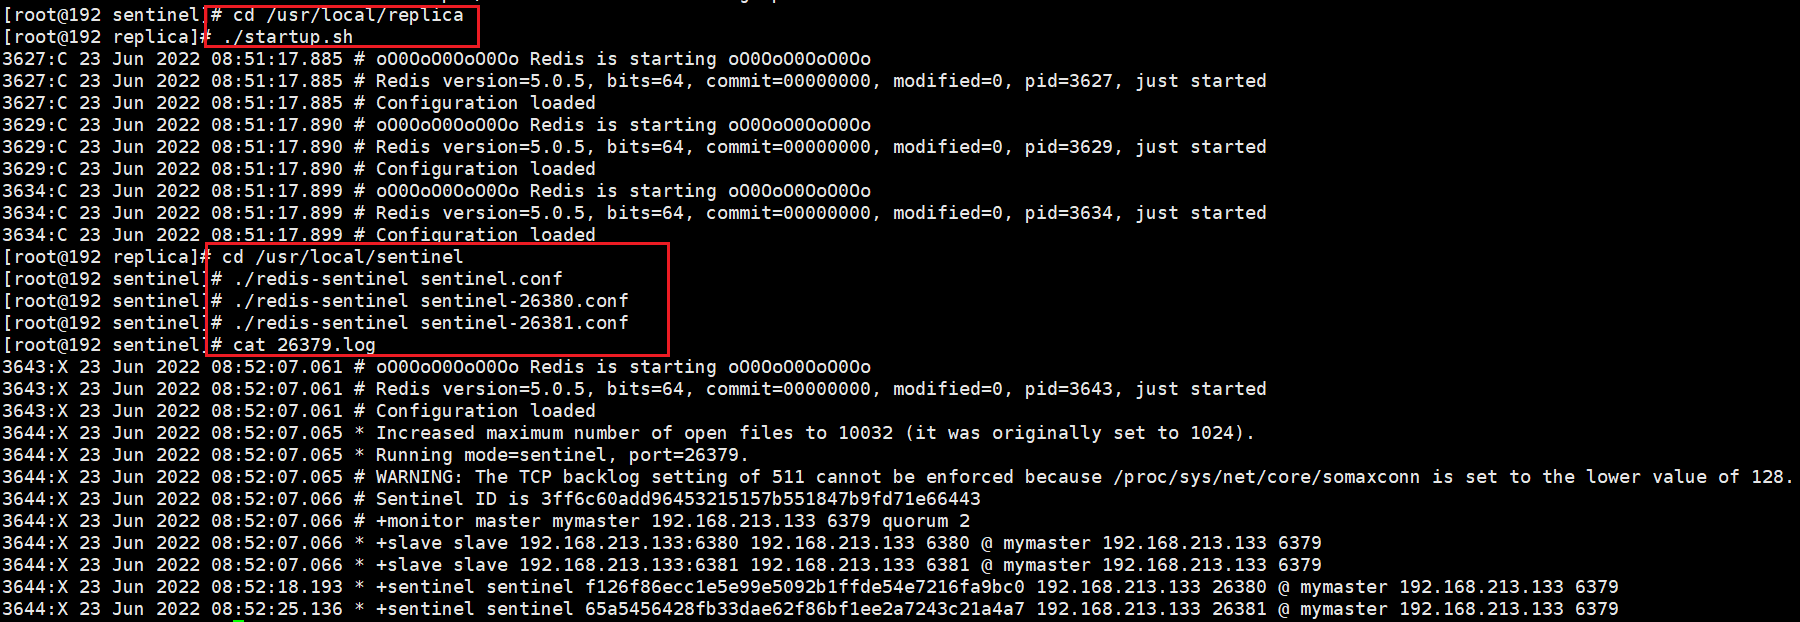 [root@192 sentinel]# cd /usr/local/replica
[root@192 replica]# ./startup.sh
3627:C 23 Jun 2022 08:51:17.885 # oO0OoO0OoO0Oo Redis is starting oO0OoO0OoO0Oo
3627:C 23 Jun 2022 08:51:17.885 # Redis version=5.0.5, bits=64, commit=00000000, modified=0, pid=3627, just started
3627:C 23 Jun 2022 08:51:17.885 # Configuration loaded
3629:C 23 Jun 2022 08:51:17.890 # oO0OoO0OoO0Oo Redis is starting oO0OoO0OoO0Oo
3629:C 23 Jun 2022 08:51:17.890 # Redis version=5.0.5, bits=64, commit=00000000, modified=0, pid=3629, just started
3629:C 23 Jun 2022 08:51:17.890 # Configuration loaded
3634:C 23 Jun 2022 08:51:17.899 # oO0OoO0OoO0Oo Redis is starting oO0OoO0OoO0Oo
3634:C 23 Jun 2022 08:51:17.899 # Redis version=5.0.5, bits=64, commit=00000000, modified=0, pid=3634, just started
3634:C 23 Jun 2022 08:51:17.899 # Configuration loaded
[root@192 replica]# cd /usr/local/sentinel
[root@192 sentinel]# ./redis-sentinel sentinel.conf
[root@192 sentinel]# ./redis-sentinel sentinel-26380.conf
[root@192 sentinel]# ./redis-sentinel sentinel-26381.conf
[root@192 sentinel]# cat 26379.log
3643:X 23 Jun 2022 08:52:07.061 # oO0OoO0OoO0Oo Redis is starting oO0OoO0OoO0Oo
3643:X 23 Jun 2022 08:52:07.061 # Redis version=5.0.5, bits=64, commit=00000000, modified=0, pid=3643, just started
3643:X 23 Jun 2022 08:52:07.061 # Configuration loaded
3644:X 23 Jun 2022 08:52:07.065 * Increased maximum number of open files to 10032 (it was originally set to 1024).
3644:X 23 Jun 2022 08:52:07.065 * Running mode=sentinel, port=26379.
3644:X 23 Jun 2022 08:52:07.065 # WARNING: The TCP backlog setting of 511 cannot be enforced because /proc/sys/net/core/somaxconn is set to the lower value of 128.
3644:X 23 Jun 2022 08:52:07.066 # Sentinel ID is 3ff6c60add96453215157b551847b9fd71e66443
3644:X 23 Jun 2022 08:52:07.066 # +monitor master mymaster 192.168.213.133 6379 quorum 2
3644:X 23 Jun 2022 08:52:07.066 * +slave slave 192.168.213.133:6380 192.168.213.133 6380 @ mymaster 192.168.213.133 6379
3644:X 23 Jun 2022 08:52:07.066 * +slave slave 192.168.213.133:6381 192.168.213.133 6381 @ mymaster 192.168.213.133 6379
3644:X 23 Jun 2022 08:52:18.193 * +sentinel sentinel f126f86ecc1e5e99e5092b1ffde54e7216fa9bc0 192.168.213.133 26380 @ mymaster 192.168.213.133 6379
3644:X 23 Jun 2022 08:52:25.136 * +sentinel sentinel 65a5456428fb33dae62f86bf1ee2a7243c21a4a7 192.168.213.133 26381 @ mymaster 192.168.213.133 6379